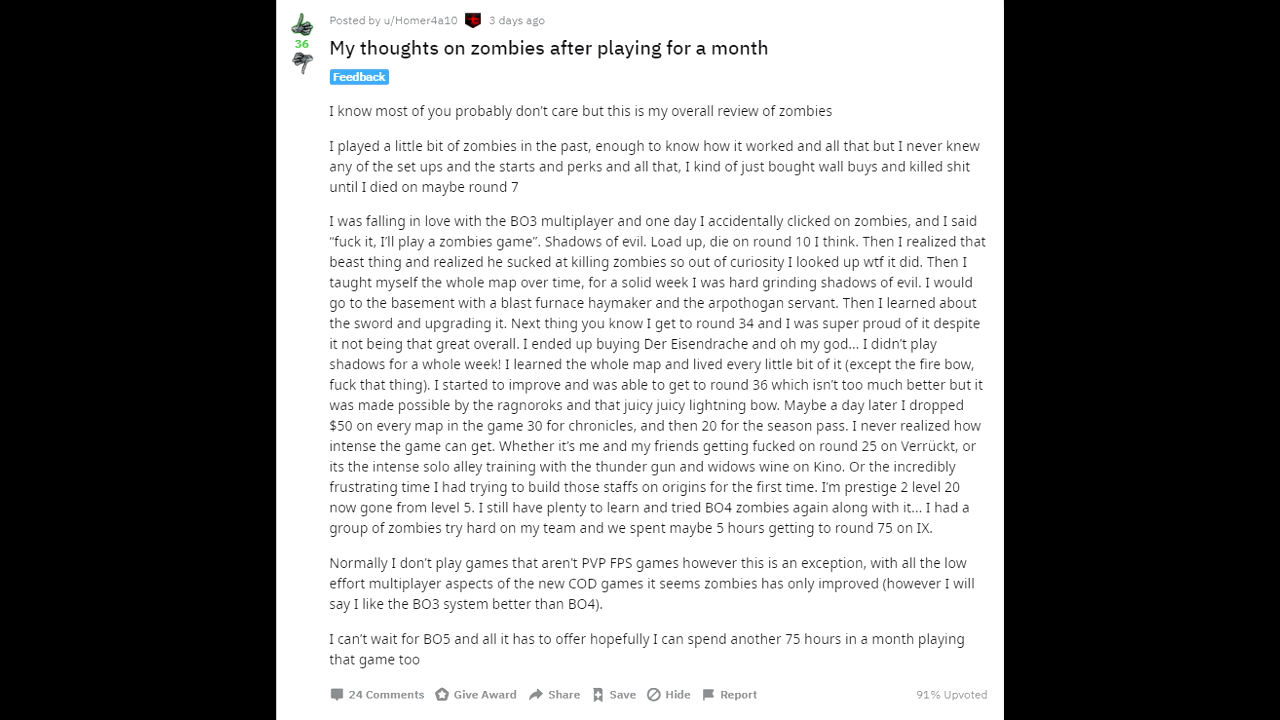 Posted by u/Homer4a10 3 days ago
36
My thoughts on zombies after playing for a month
Feedback
I know most of you probably don't care but this is my overall review of zombies
I played a little bit of zombies in the past, enough to know how it worked and all that but I never knew
any of the set ups and the starts and perks and all that, I kind of just bought wall buys and killed shit
until I died on maybe round 7
I was falling in love with the BO3 multiplayer and one day I accidentally clicked on zombies, and I said
“fuck it, I'll play a zombies game”. Shadows of evil. Load up, die on round 10 I think. Then I realized that
beast thing and realized he sucked at killing zombies so out of curiosity I looked up wtf it did. Then I
taught myself the whole map over time, for a solid week I was hard grinding shadows of evil. I would
go to the basement with a blast furnace haymaker and the arpothogan servant. Then I learned about
the sword and upgrading it. Next thing you know I get to round 34 and I was super proud of it despite
it not being that great overall. I ended up buying Der Eisendrache and oh my god... I didn't play
shadows for a whole week! I learned the whole map and lived every little bit of it (except the fire bow,
fuck that thing). I started to improve and was able to get to round 36 which isn't too much better but it
was made possible by the ragnoroks and that juicy juicy lightning bow. Maybe a day later I dropped
$50 on every map in the game 30 for chronicles, and then 20 for the season pass. I never realized how
intense the game can get. Whether it's me and my friends getting fucked on round 25 on Verrückt, or
its the intense solo alley training with the thunder gun and widows wine on Kino. Or the incredibly
frustrating time I had trying to build those staffs on origins for the first time. I'm prestige 2 level 20
now gone from level 5. I still have plenty to learn and tried BO4 zombies again along with it... I had a
group of zombies try hard on my team and we spent maybe 5 hours getting to round 75 on IX.
Normally I don't play games that aren't PVP FPS games however this is an exception, with all the low
effort multiplayer aspects of the new COD games it seems zombies has only improved (however I will
say I like the BO3 system better than BO4).
I can't wait for BO5 and all it has to offer hopefully I can spend another 75 hours in a month playing
that game too
24 Comments Give Award Share Save Hide Report 91% Upvoted